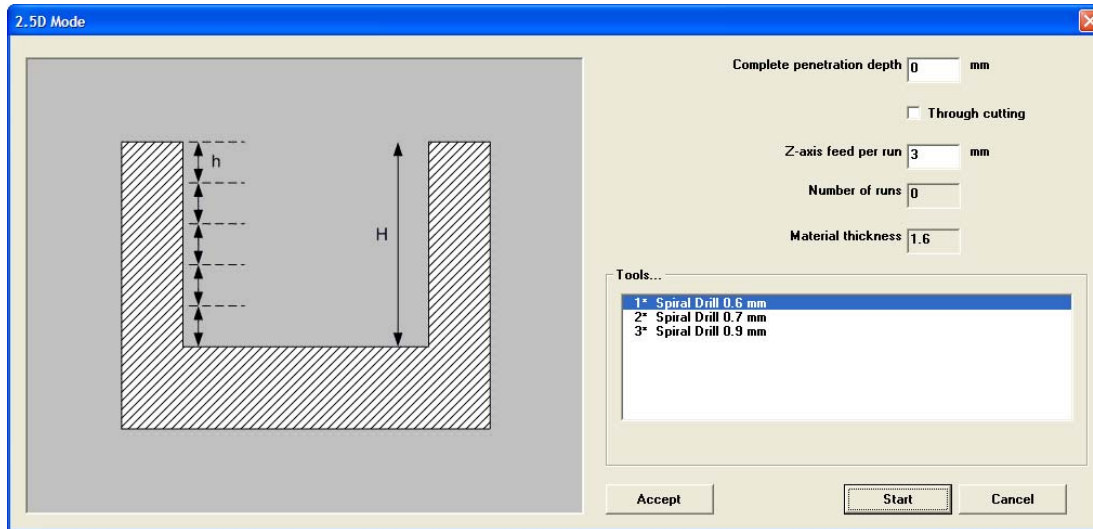 2.5D Mode
Complete penetration depth 0 mm
Through cutting
h
Z-axis feed per run 3 mm
Number of runs 0
H
Material thickness 1.6
Tools...
1* Spiral Drill 0.6 mm
2* Spiral Drill 0.7 mm
3* Spiral Drill 0.9 mm
Accept Start Cancel